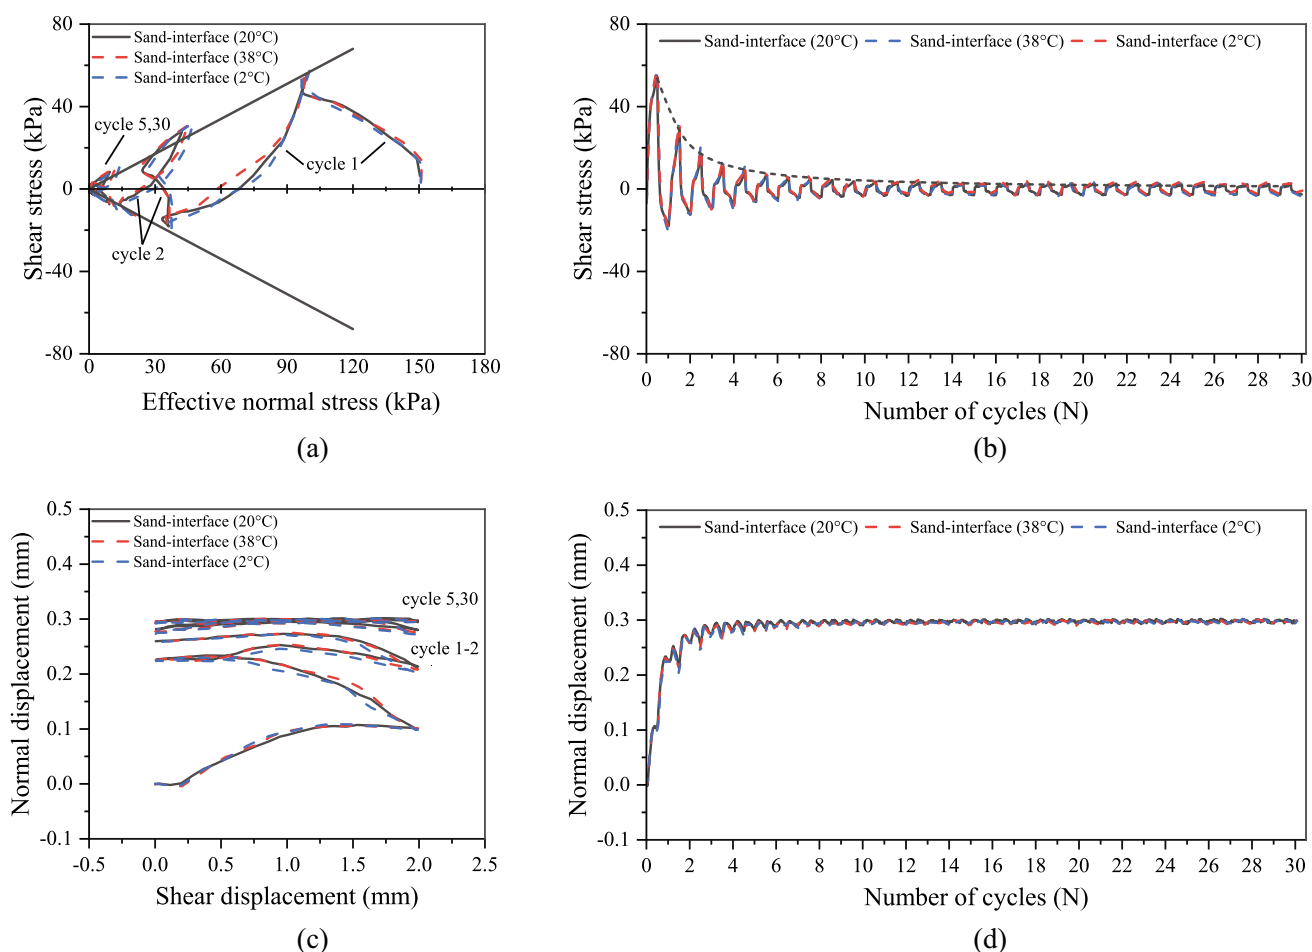 80
40
0
-40
-80
Shear stress (kPa)
Sand-interface (20°C)
Sand-interface (38°C)
Sand-interface (2°C)
cycle 5,30
cycle 1
cycle 2
0 30 60 90 120 150 180
Effective normal stress (kPa)
(a)
80
40
0
-40
-80
Shear stress (kPa)
Sand-interface (20°C) Sand-interface (38°C) Sand-interface (2°C)
0 2 4 6 8 10 12 14 16 18 20 22 24 26 28 30
Number of cycles (N)
(b)
0.5
0.4
0.3
0.2
0.1
0.0
-0.1
Normal displacement (mm)
Sand-interface (20°C)
Sand-interface (38°C)
Sand-interface (2°C)
cycle 5,30
cycle 1-2
-0.5 0.0 0.5 1.0 1.5 2.0 2.5
Shear displacement (mm)
(c)
0.5
0.4
0.3
0.2
0.1
0.0
-0.1
Normal displacement (mm)
Sand-interface (20°C) Sand-interface (38°C) Sand-interface (2°C)
0 2 4 6 8 10 12 14 16 18 20 22 24 26 28 30
Number of cycles (N)
(d)